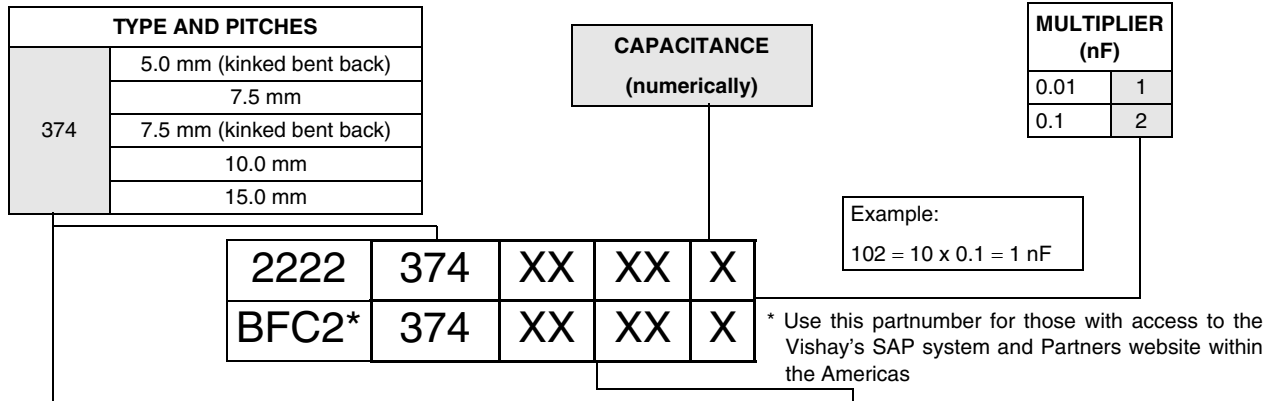 TYPE AND PITCHES
374
5.0 mm (kinked bent back)
7.5 mm
7.5 mm (kinked bent back)
10.0 mm
15.0 mm
CAPACITANCE
(numerically)
MULTIPLIER
(nF)
0.01 1
0.1 2
Example:
102 = 10 x 0.1 = 1 nF
2222 374 XX XX X
BFC2* 374 XX XX X
* Use this partnumber for those with access to the
Vishay's SAP system and Partners website within
the Americas